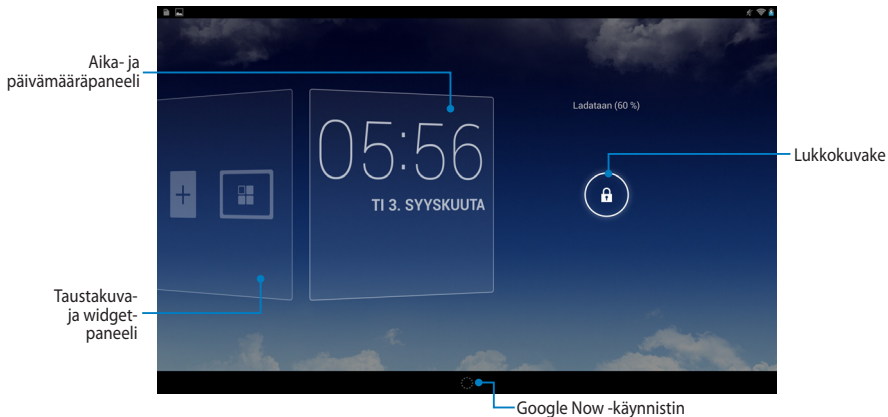 Aika- ja
päivämääräpaneeli
Ladataan (60 %)
05:56
TI 3. SYYSKUUTA
Lukkokuvake
Taustakuva-
ja widget-
paneeli
Google Now -käynnistin